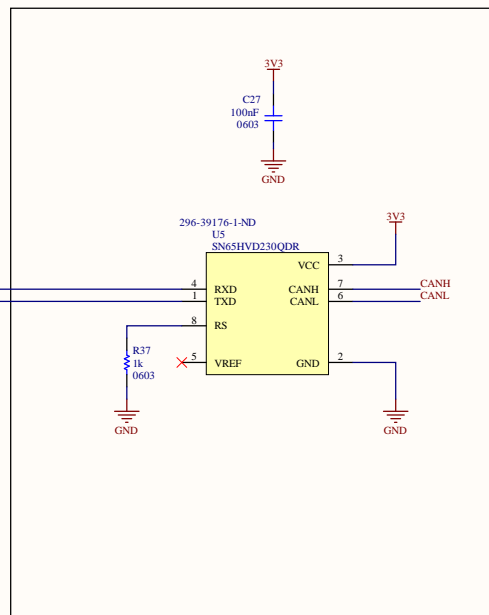 3V3
C27
100nF
0603
GND
296-39176-1-ND
U5
SN65HVD230QDR
3V3
VCC 3
4 RXD CANH 7 CANH
1 TXD CANL 6 CANL
8 RS
R37
1k
0603
5 VREF GND 2
GND
GND